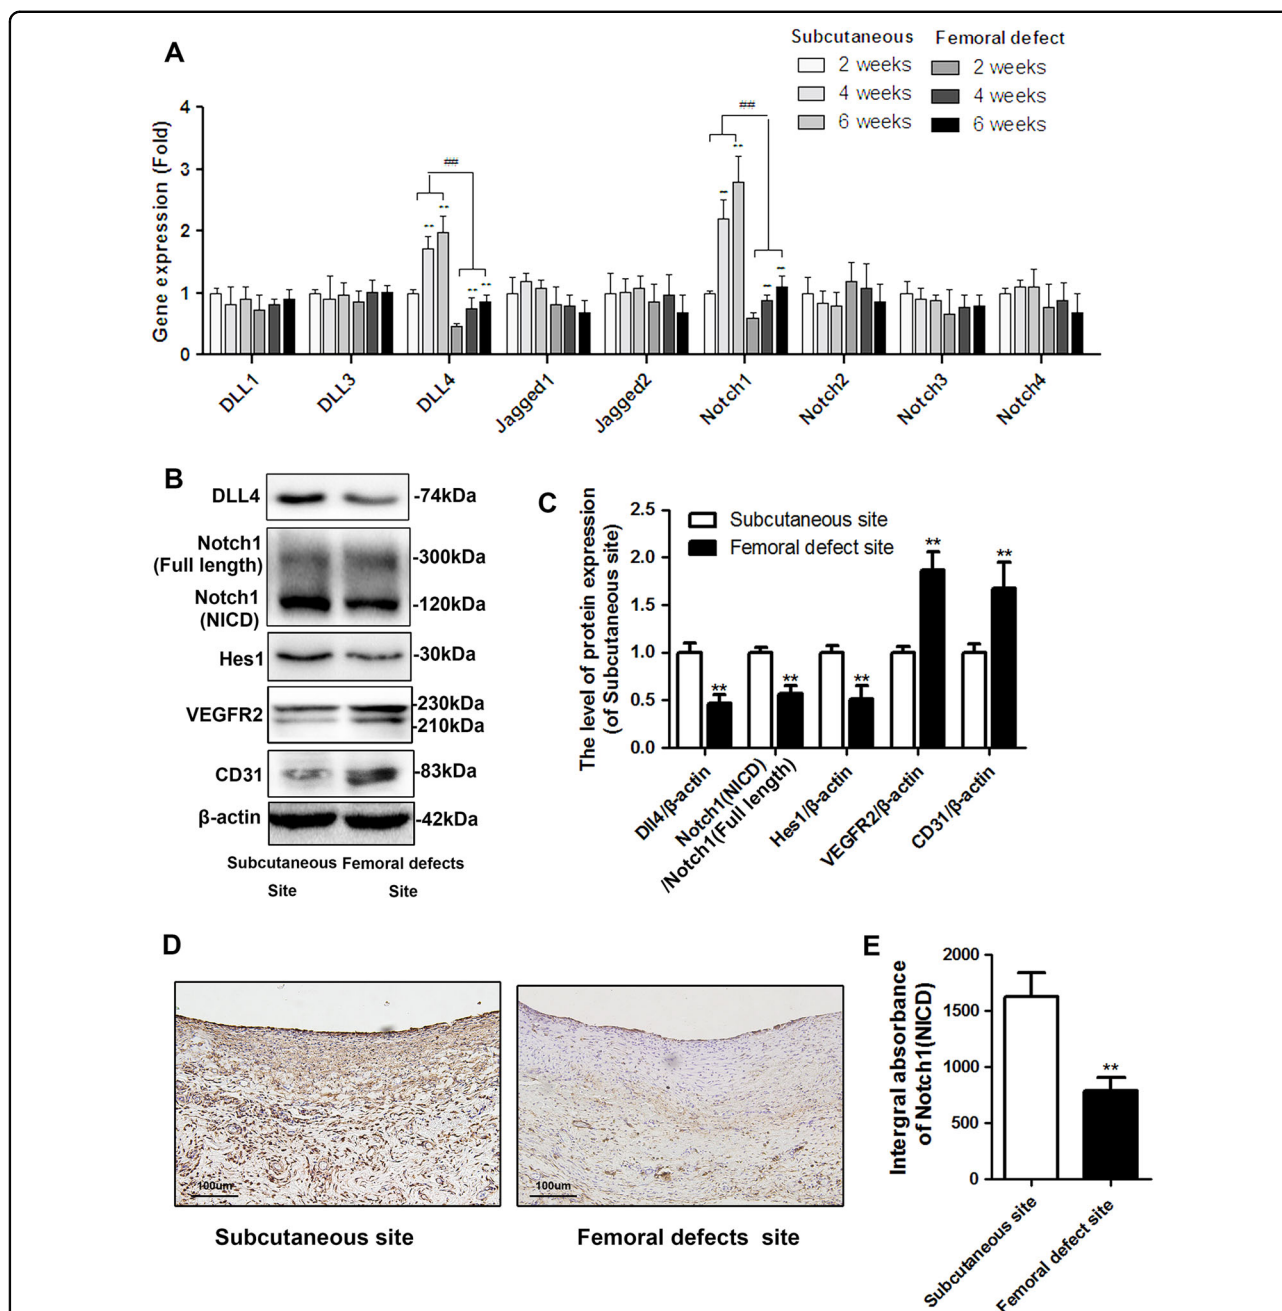 A
Subcutaneous Femoral defect
2 weeks 2 weeks
4 weeks 4 weeks
6 weeks 6 weeks
Gene expression (Fold)
4
3
2
1
0
##
##
**
**
**
**
**
**
**
**
DLL1 DLL3 DLL4 Jagged1 Jagged2 Notch1 Notch2 Notch3 Notch4
B
DLL4 -74kDa
Notch1
(Full length) -300kDa
Notch1
(NICD) -120kDa
Hes1 -30kDa
VEGFR2 -230kDa
-210kDa
CD31 -83kDa
β-actin -42kDa
Subcutaneous Femoral defects
Site Site
C
The level of protein expression
(of Subcutaneous site)
2.5
2.0
1.5
1.0
0.5
0.0
Subcutaneous site
Femoral defect site
** ** ** ** **
Dll4/β-actin
Notch1(NICD)
/Notch1(Full length)
Hes1/β-actin
VEGFR2/β-actin
CD31/β-actin
D
100um
100um
Subcutaneous site Femoral defects site
E
Intergral absorbance
of Notch1(NICD)
2000
1500
1000
500
0
**
Subcutaneous site
Femoral defect site